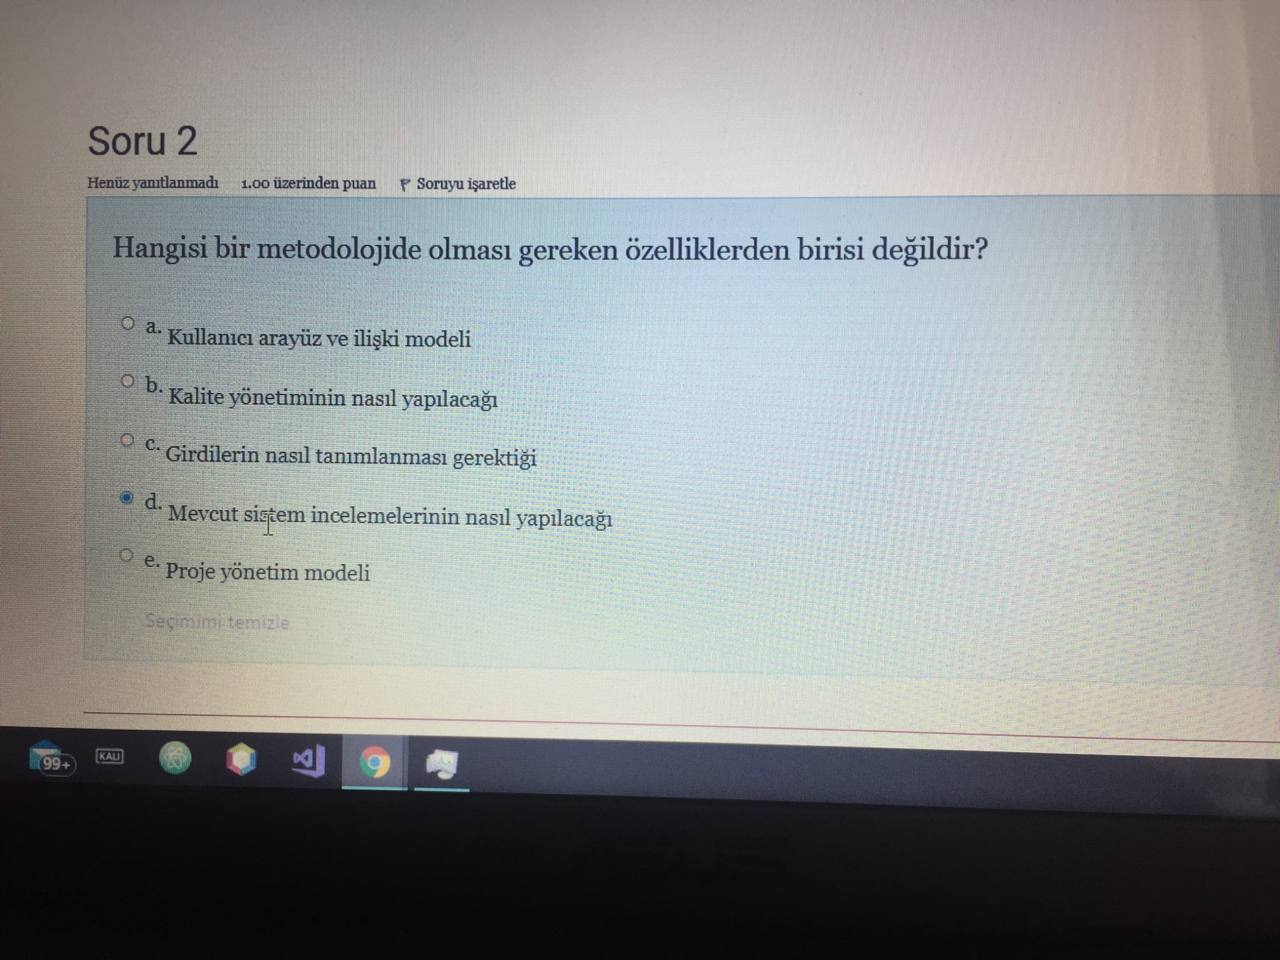 Soru 2
Henüz yanıtlanmadı 1.00 üzerinden puan Soruyu işaretle
Hangisi bir metodolojide olması gereken özelliklerden birisi değildir?
a. Kullanıcı arayüz ve ilişki modeli
b. Kalite yönetiminin nasıl yapılacağı
c. Girdilerin nasıl tanımlanması gerektiği
d. Mevcut sistem incelemelerinin nasıl yapılacağı
e. Proje yönetim modeli
Seçimimi temizle
99+ KALI